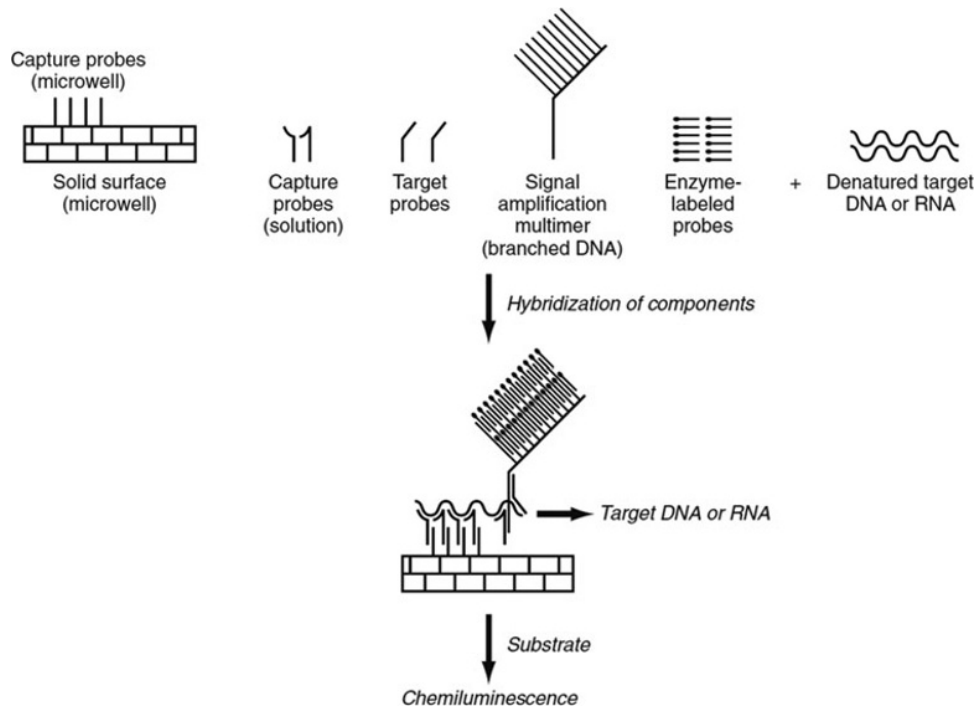 Capture probes
(microwell)
Solid surface
(microwell)
Capture
probes
(solution)
Target
probes
Signal
amplification
multimer
(branched DNA)
Enzyme-
labeled
probes
+
Denatured target
DNA or RNA
Hybridization of components
Target DNA or RNA
Substrate
Chemiluminescence